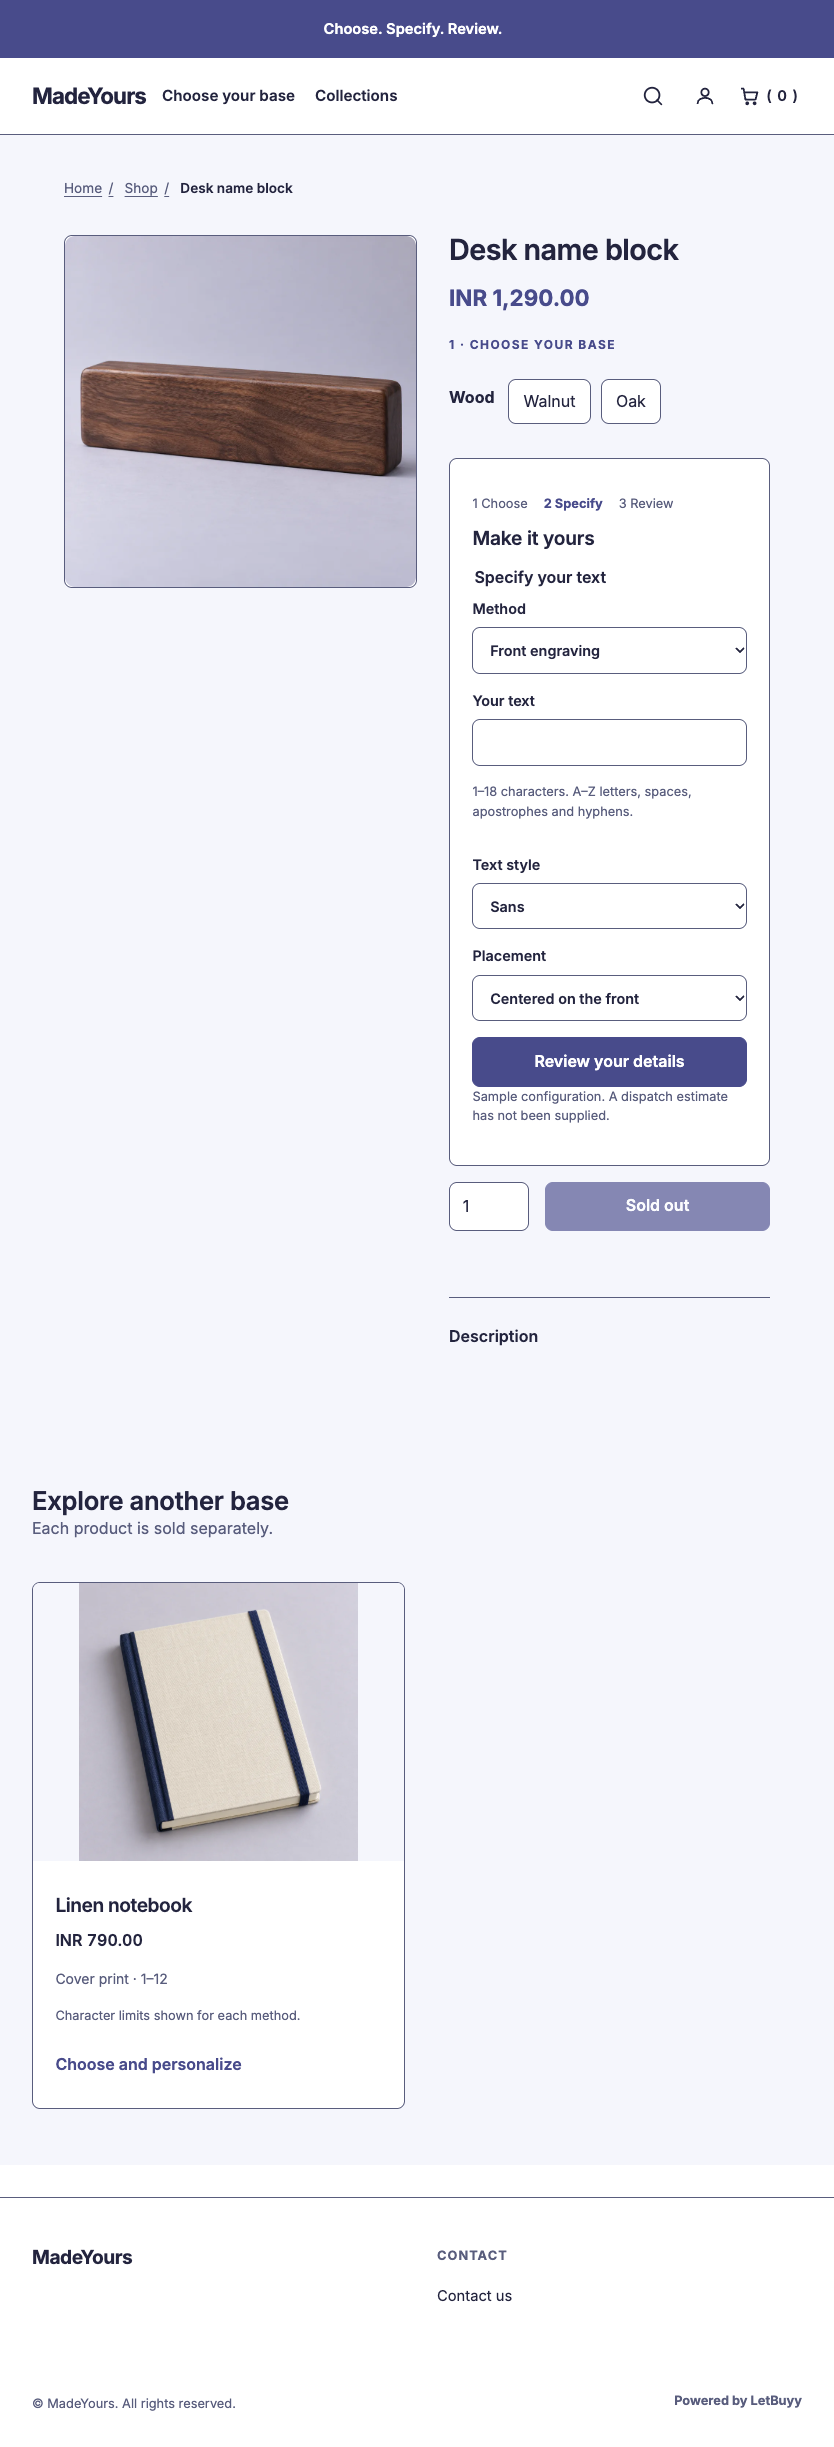 Choose. Specify. Review.
MadeYours Choose your base Collections ( 0 )
Home / Shop / Desk name block
Desk name block
INR 1,290.00
1 · CHOOSE YOUR BASE
Wood Walnut Oak
1 Choose 2 Specify 3 Review
Make it yours
Specify your text
Method
Front engraving
Your text
1–18 characters. A–Z letters, spaces,
apostrophes and hyphens.
Text style
Sans
Placement
Centered on the front
Review your details
Sample configuration. A dispatch estimate
has not been supplied.
1 Sold out
Description
Explore another base
Each product is sold separately.
Linen notebook
INR 790.00
Cover print · 1–12
Character limits shown for each method.
Choose and personalize
MadeYours
CONTACT
Contact us
© MadeYours. All rights reserved.
Powered by LetBuyy